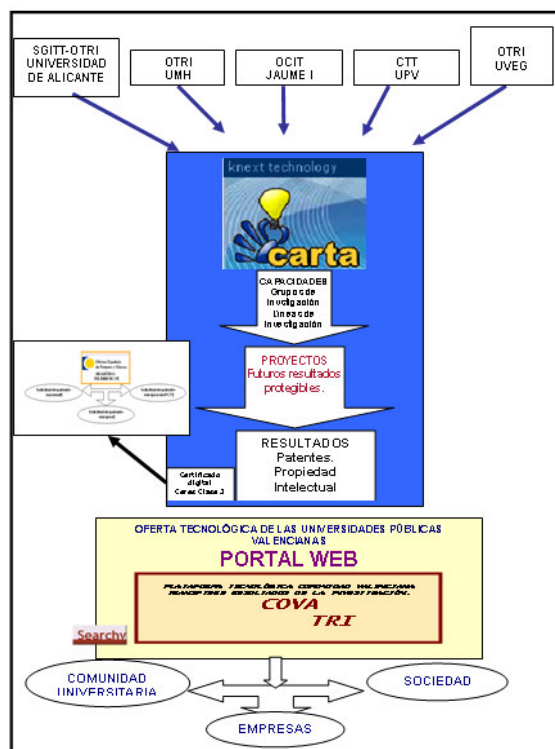 SGITT-OTRI
UNIVERSIDAD
DE ALICANTE
OTRI
UMH
OCIT
JAUME I
CTT
UPV
OTRI
UVEG
knext technology
carta
CAPACIDADES
Grupos de
Investigación
Líneas de
Investigación
PROYECTOS
Futuros resultados
protegibles.
RESULTADOS
Patentes.
Propiedad
Intelectual
Certificado
digital
Ceres Clase 2
OFERTA TECNOLÓGICA DE LAS UNIVERSIDADES PÚBLICAS
VALENCIANAS
PORTAL WEB
PLATAFORMA TECNOLÓGICA COMUNIDAD VALENCIANA
RESULTADOS DE LA INVESTIGACIÓN.
COVA
TRI
Searchy
COMUNIDAD
UNIVERSITARIA
SOCIEDAD
EMPRESAS